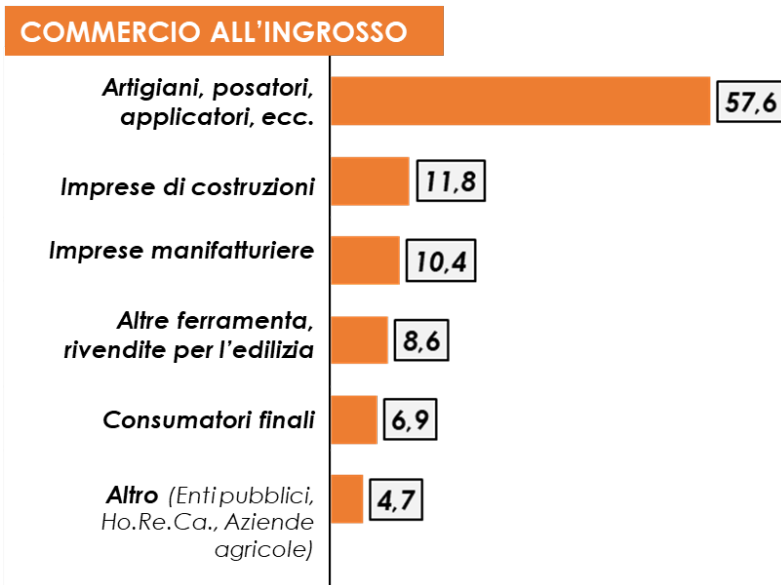 COMMERCIO ALL'INGROSSO
Artigiani, posatori,
applicatori, ecc.
57,6
Imprese di costruzioni
11,8
Imprese manifatturiere
10,4
Altre ferramenta,
rivendite per l'edilizia
8,6
Consumatori finali
6,9
Altro (Enti pubblici,
Ho.Re.Ca., Aziende
agricole)
4,7